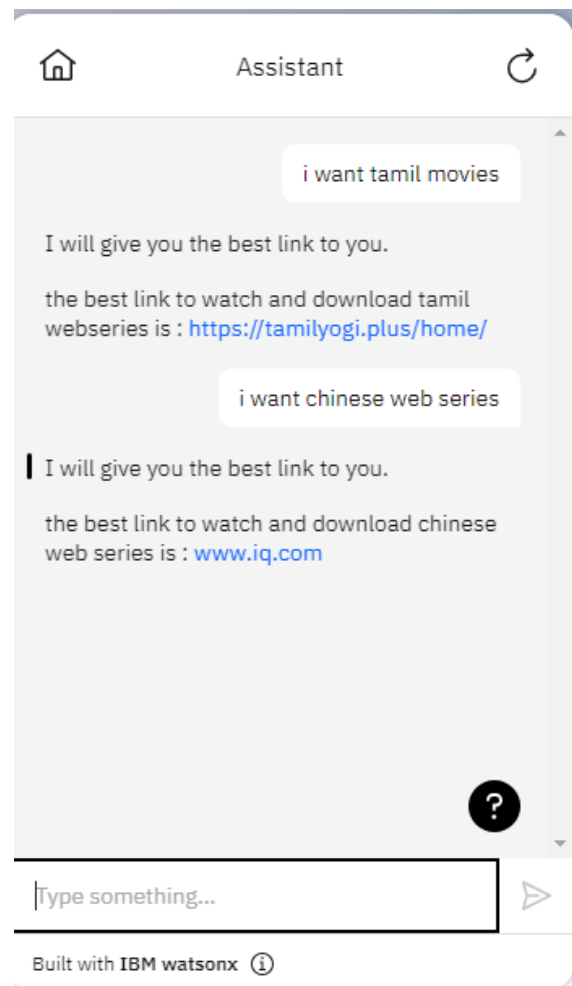 Assistant
i want tamil movies
I will give you the best link to you.
the best link to watch and download tamil
webseries is : https://tamilyogi.plus/home/
i want chinese web series
I will give you the best link to you.
the best link to watch and download chinese
web series is : www.iq.com
?
Type something...
Built with IBM watsonx